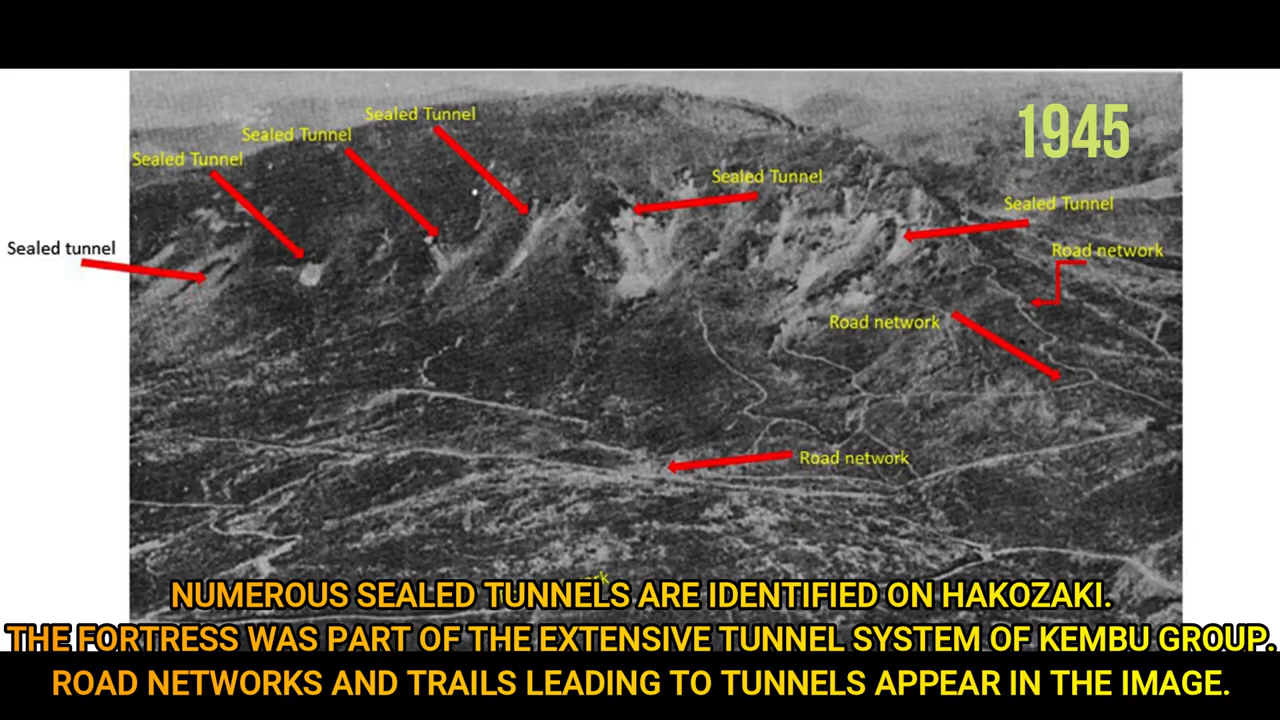 1945
Sealed Tunnel
Sealed Tunnel
Sealed Tunnel
Sealed Tunnel
Sealed Tunnel
Sealed tunnel
Road network
Road network
Road network
NUMEROUS SEALED TUNNELS ARE IDENTIFIED ON HAKOZAKI.
THE FORTRESS WAS PART OF THE EXTENSIVE TUNNEL SYSTEM OF KEMBU GROUP.
ROAD NETWORKS AND TRAILS LEADING TO TUNNELS APPEAR IN THE IMAGE.